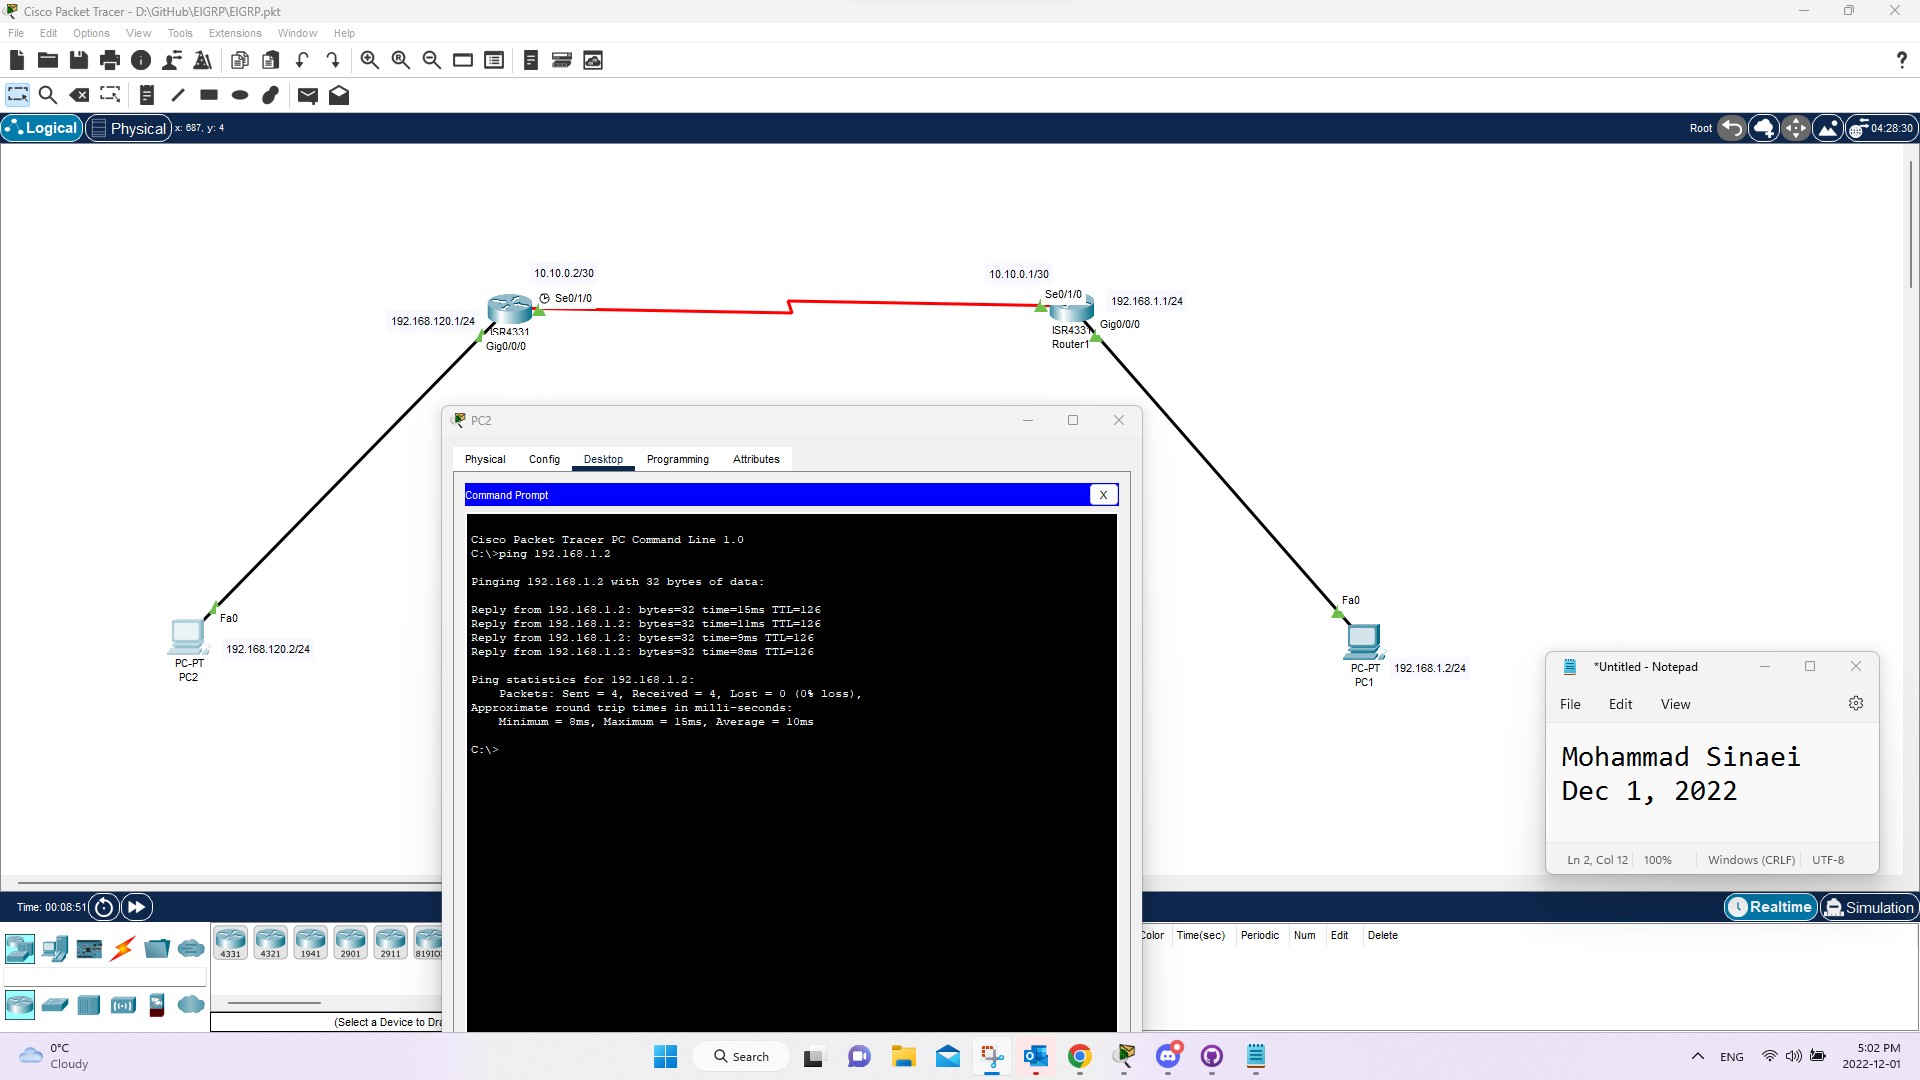 Cisco Packet Tracer - D:\GitHub\EIGRP\EIGRP.pkt
File Edit Options View Tools Extensions Window Help
?
Logical Physical x: 687, y: 4 Root 04:28:30
10.10.0.2/30
10.10.0.1/30
Se0/1/0
Se0/1/0
192.168.1.1/24
192.168.120.1/24
ISR4331
Gig0/0/0
Gig0/0/0
ISR4331
Router1
PC2
Physical Config Desktop Programming Attributes
Command Prompt X
Cisco Packet Tracer PC Command Line 1.0
C:\>ping 192.168.1.2
Pinging 192.168.1.2 with 32 bytes of data:
Reply from 192.168.1.2: bytes=32 time=15ms TTL=126
Reply from 192.168.1.2: bytes=32 time=11ms TTL=126
Reply from 192.168.1.2: bytes=32 time=9ms TTL=126
Reply from 192.168.1.2: bytes=32 time=8ms TTL=126
Ping statistics for 192.168.1.2:
Packets: Sent = 4, Received = 4, Lost = 0 (0% loss),
Approximate round trip times in milli-seconds:
Minimum = 8ms, Maximum = 15ms, Average = 10ms
C:\>
Fa0
192.168.120.2/24
PC-PT
PC2
Fa0
PC-PT 192.168.1.2/24
PC1
*Untitled - Notepad
File Edit View
Mohammad Sinaei
Dec 1, 2022
Ln 2, Col 12 100% Windows (CRLF) UTF-8
Time: 00:08:51
Realtime Simulation
4331 4321 1941 2901 2911 819IO
(Select a Device to Dra
Color Time(sec) Periodic Num Edit Delete
0°C
Cloudy
Search
ENG
5:02 PM
2022-12-01